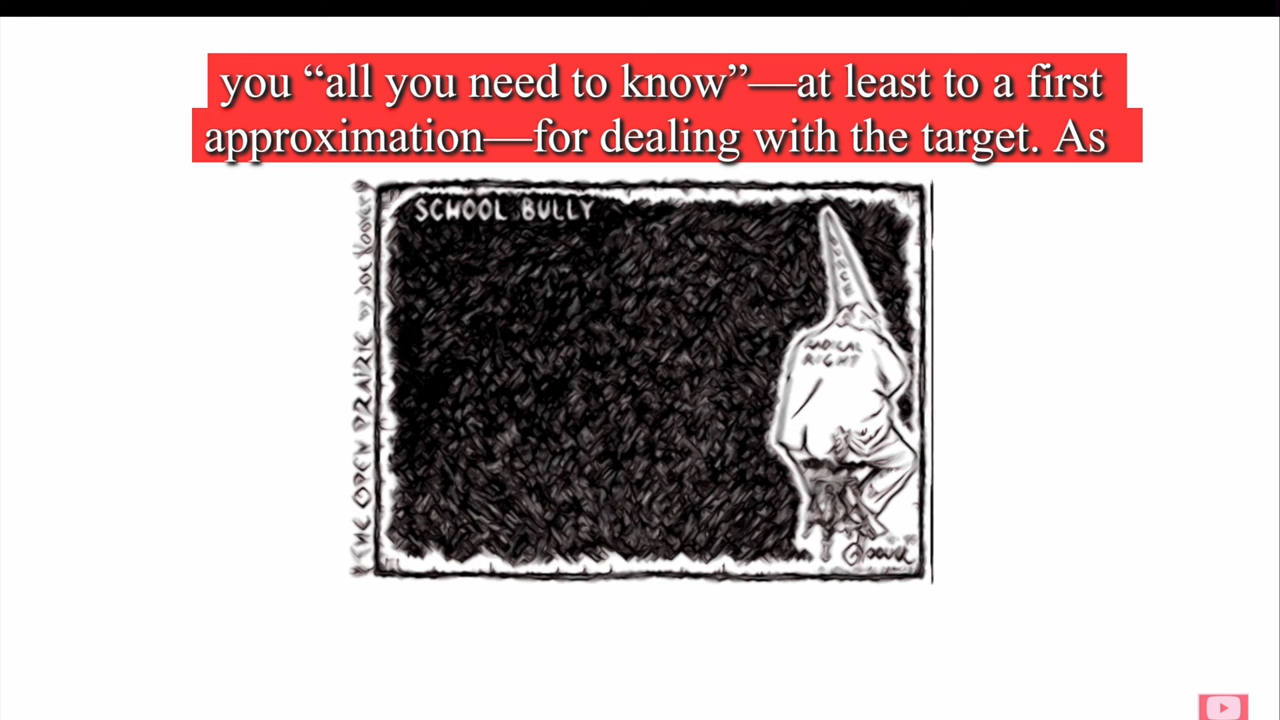 you “all you need to know”—at least to a first
approximation—for dealing with the target. As
SCHOOL BULLY
DUNCE
RADICAL
RIGHT
THE OPEN PRAIRIE BY JOE HOOVER